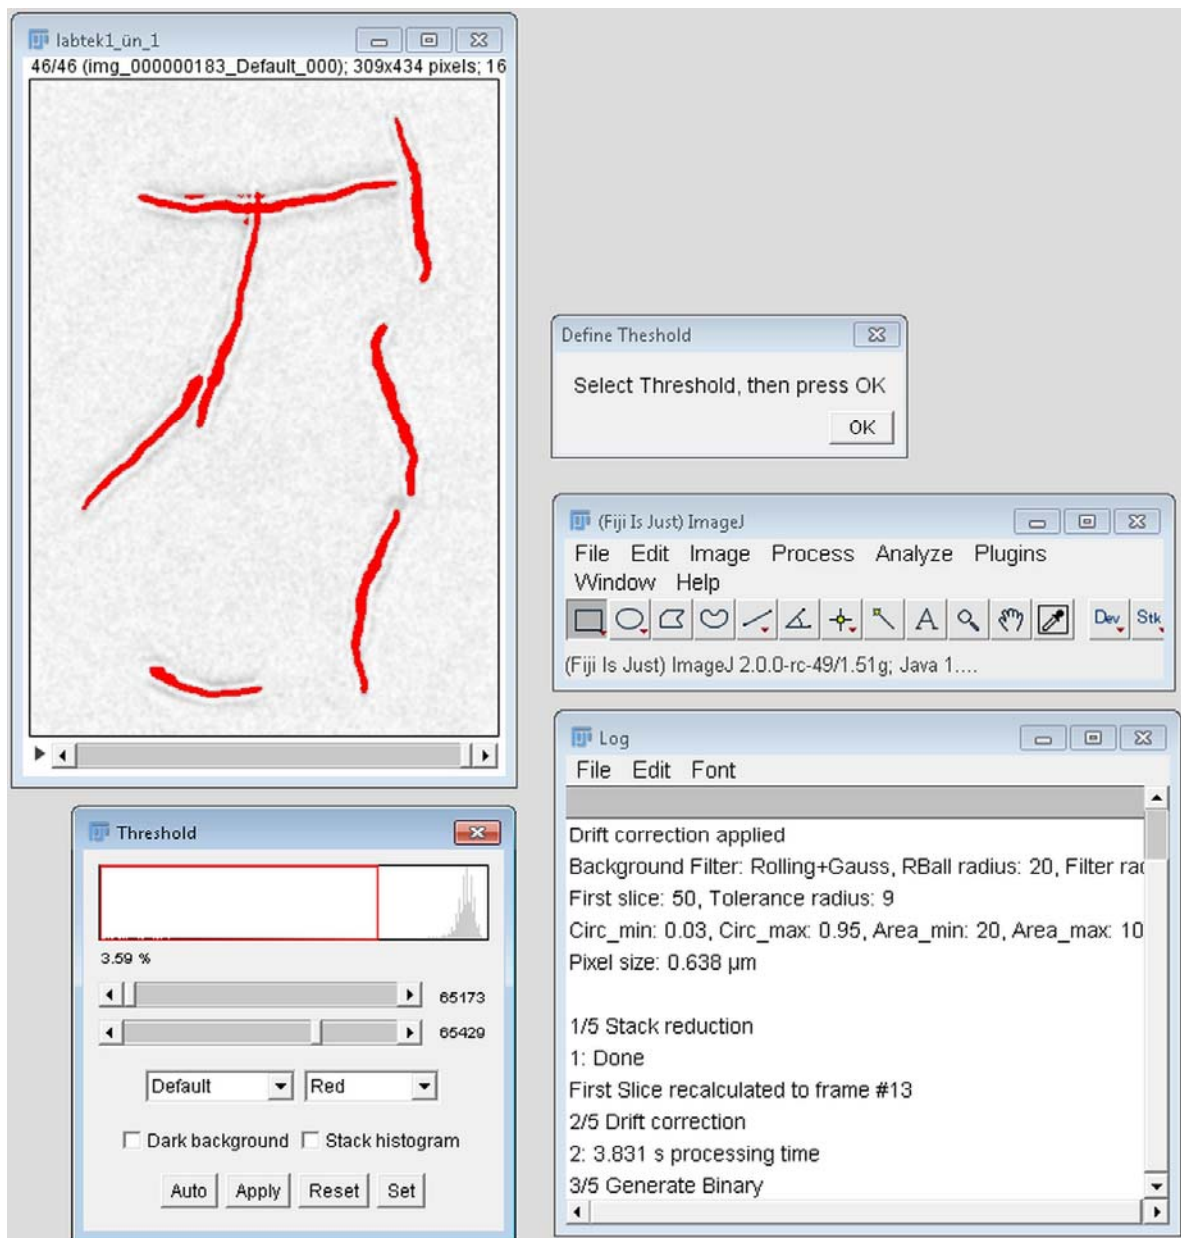 labtek1_ün_1
46/46 (img_000000183_Default_000); 309x434 pixels; 16
Define Theshold
Select Threshold, then press OK
OK
(Fiji Is Just) ImageJ
File Edit Image Process Analyze Plugins
Window Help
Dev Stk
(Fiji Is Just) ImageJ 2.0.0-rc-49/1.51g; Java 1....
Log
File Edit Font
Drift correction applied
Background Filter: Rolling+Gauss, RBall radius: 20, Filter rad
First slice: 50, Tolerance radius: 9
Circ_min: 0.03, Circ_max: 0.95, Area_min: 20, Area_max: 10
Pixel size: 0.638 µm
1/5 Stack reduction
1: Done
First Slice recalculated to frame #13
2/5 Drift correction
2: 3.831 s processing time
3/5 Generate Binary
Threshold
3.59 %
65173
65429
Default Red
Dark background Stack histogram
Auto Apply Reset Set